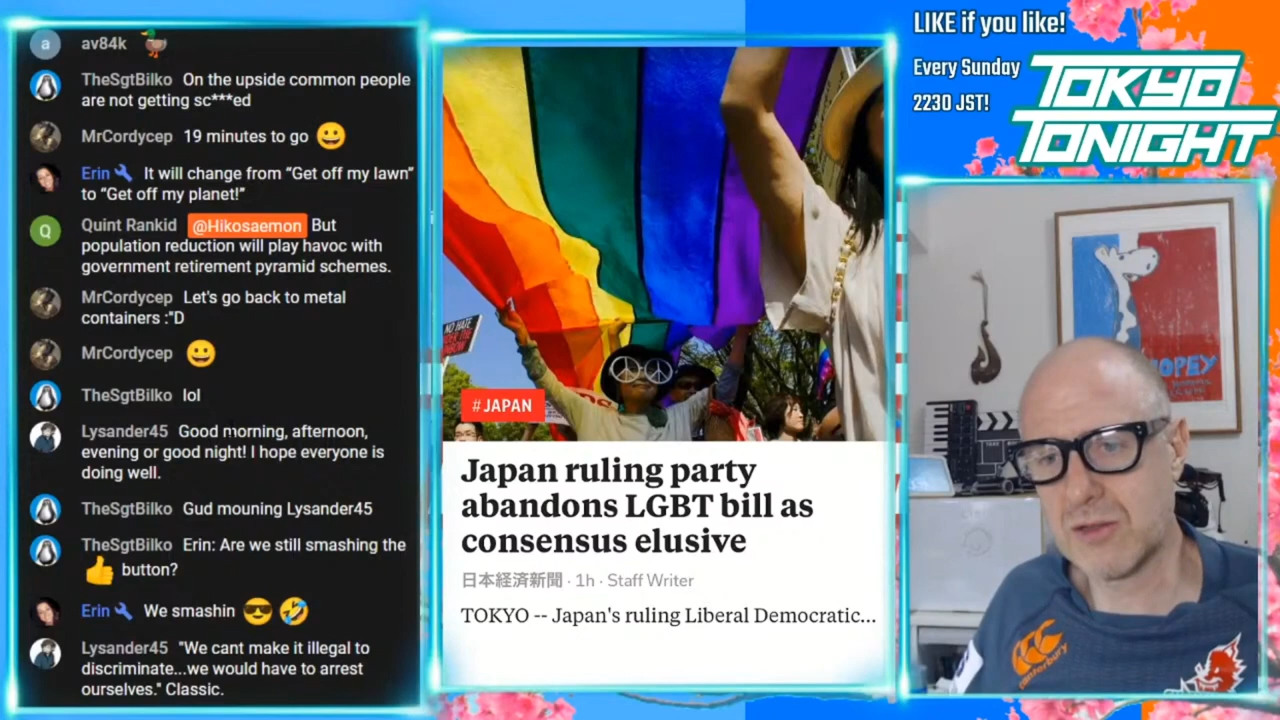 a av84k
TheSgtBilko On the upside common people
are not getting sc***ed
MrCordycep 19 minutes to go 😀
Erin It will change from “Get off my lawn”
to “Get off my planet!”
Q Quint Rankid @Hikosaemon But
population reduction will play havoc with
government retirement pyramid schemes.
MrCordycep Let's go back to metal
containers :"D
MrCordycep 😀
TheSgtBilko lol
Lysander45 Good morning, afternoon,
evening or good night! I hope everyone is
doing well.
TheSgtBilko Gud mouning Lysander45
TheSgtBilko Erin: Are we still smashing the
👍 button?
Erin We smashin 😎🤣
Lysander45 "We cant make it illegal to
discriminate...we would have to arrest
ourselves." Classic.
NO HATE
#JAPAN
Japan ruling party
abandons LGBT bill as
consensus elusive
日本経済新聞 · 1h · Staff Writer
TOKYO -- Japan's ruling Liberal Democratic...
LIKE if you like!
Every Sunday
2230 JST!
TOKYO
TONIGHT
canterbury